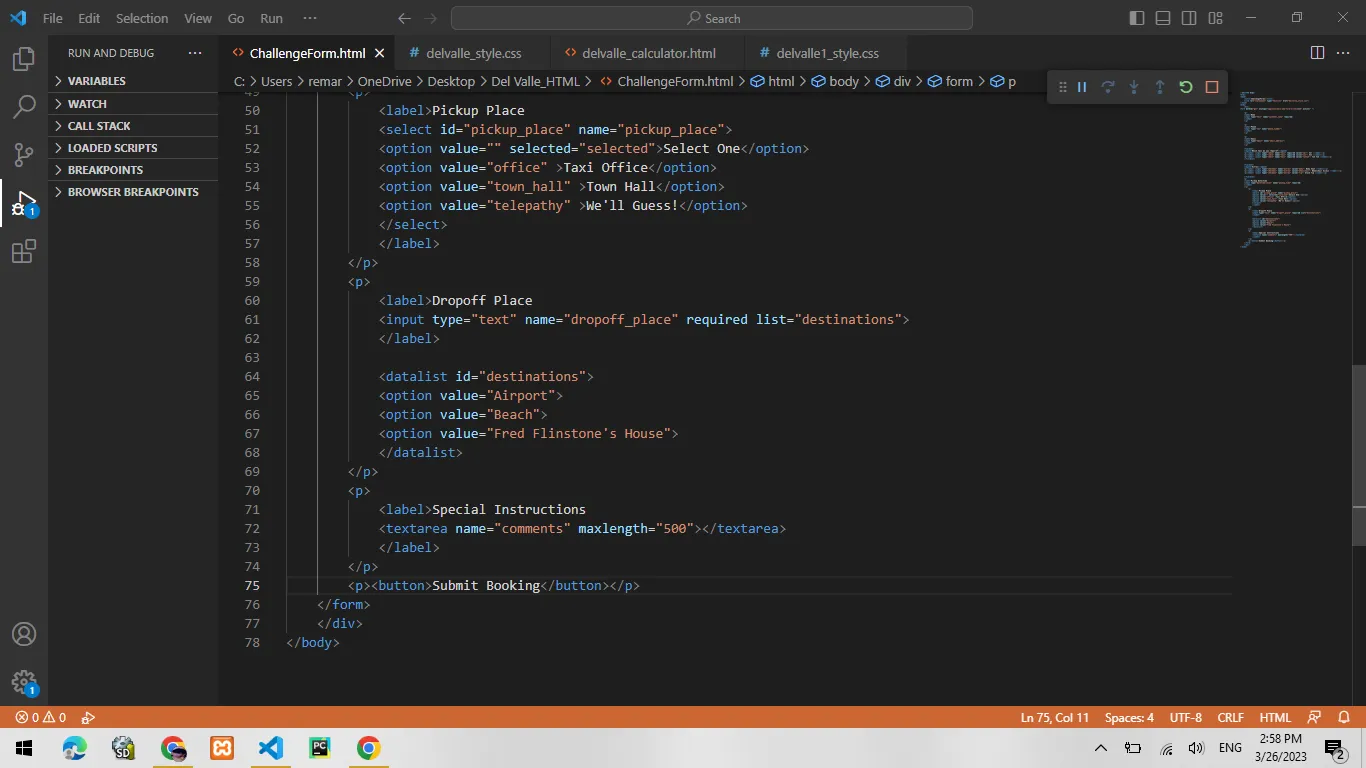 File Edit Selection View Go Run ··· Search
RUN AND DEBUG ···
ChallengeForm.html
delvalle_style.css
delvalle_calculator.html
delvalle1_style.css
C: > Users > remar > OneDrive > Desktop > Del Valle_HTML > ChallengeForm.html > html > body > div > form > p
VARIABLES
WATCH
CALL STACK
LOADED SCRIPTS
BREAKPOINTS
BROWSER BREAKPOINTS
49 <p>
50 <label>Pickup Place
51 <select id="pickup_place" name="pickup_place">
52 <option value="" selected="selected">Select One</option>
53 <option value="office" >Taxi Office</option>
54 <option value="town_hall" >Town Hall</option>
55 <option value="telepathy" >We'll Guess!</option>
56 </select>
57 </label>
58 </p>
59 <p>
60 <label>Dropoff Place
61 <input type="text" name="dropoff_place" required list="destinations">
62 </label>
63
64 <datalist id="destinations">
65 <option value="Airport">
66 <option value="Beach">
67 <option value="Fred Flinstone's House">
68 </datalist>
69 </p>
70 <p>
71 <label>Special Instructions
72 <textarea name="comments" maxlength="500"></textarea>
73 </label>
74 </p>
75 <p><button>Submit Booking</button></p>
76 </form>
77 </div>
78 </body>
1
1
0 0
Ln 75, Col 11 Spaces: 4 UTF-8 CRLF HTML
SD
PC
ENG
2:58 PM
3/26/2023
2